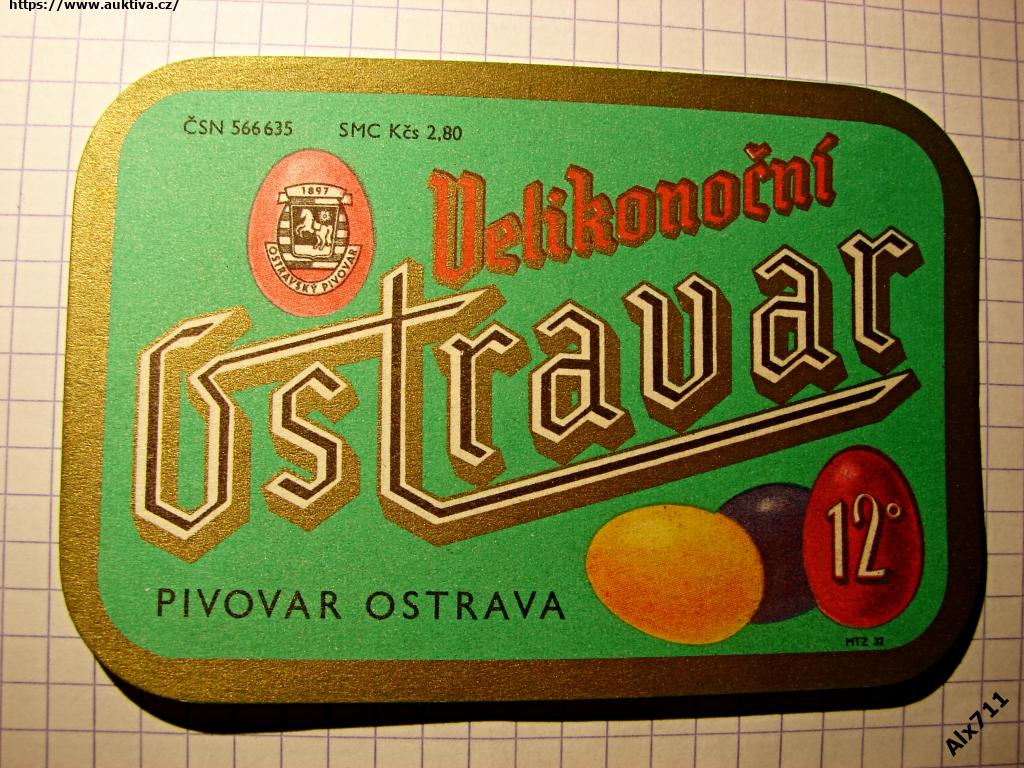 https://www.auktiva.cz/
ČSN 566635 SMC Kčs 2,80
1897
OSTRAVSKÝ PIVOVAR
Velikonoční
Ostravar
12°
PIVOVAR OSTRAVA
MTZ 32
Alx711